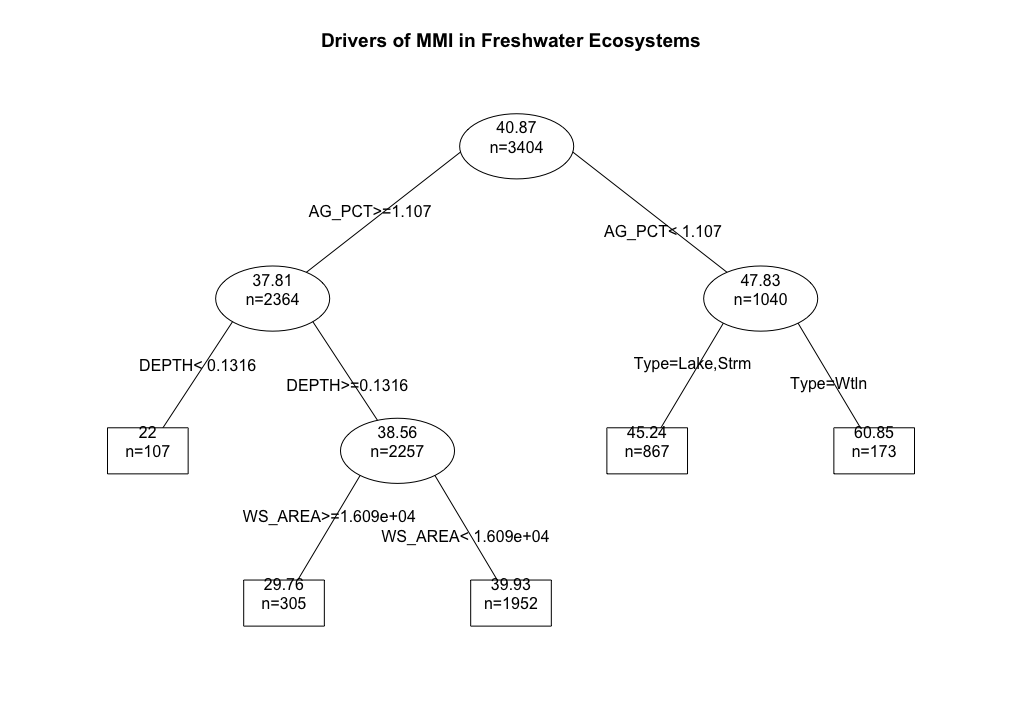 Drivers of MMI in Freshwater Ecosystems
40.87
n=3404
AG_PCT>=1.107
AG_PCT< 1.107
37.81
n=2364
47.83
n=1040
DEPTH< 0.1316
DEPTH>=0.1316
Type=Lake,Strm
Type=Wtln
22
n=107
38.56
n=2257
45.24
n=867
60.85
n=173
WS_AREA>=1.609e+04
WS_AREA< 1.609e+04
29.76
n=305
39.93
n=1952